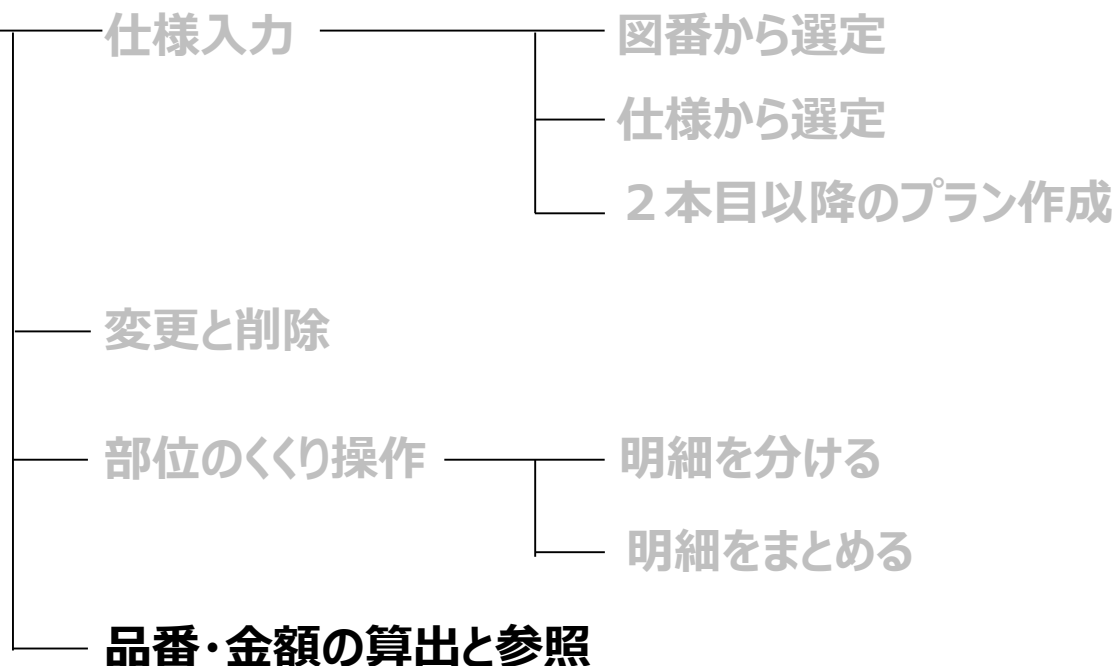 仕様入力
図番から選定
仕様から選定
２本目以降のプラン作成
変更と削除
部位のくくり操作
明細を分ける
明細をまとめる
品番・金額の算出と参照